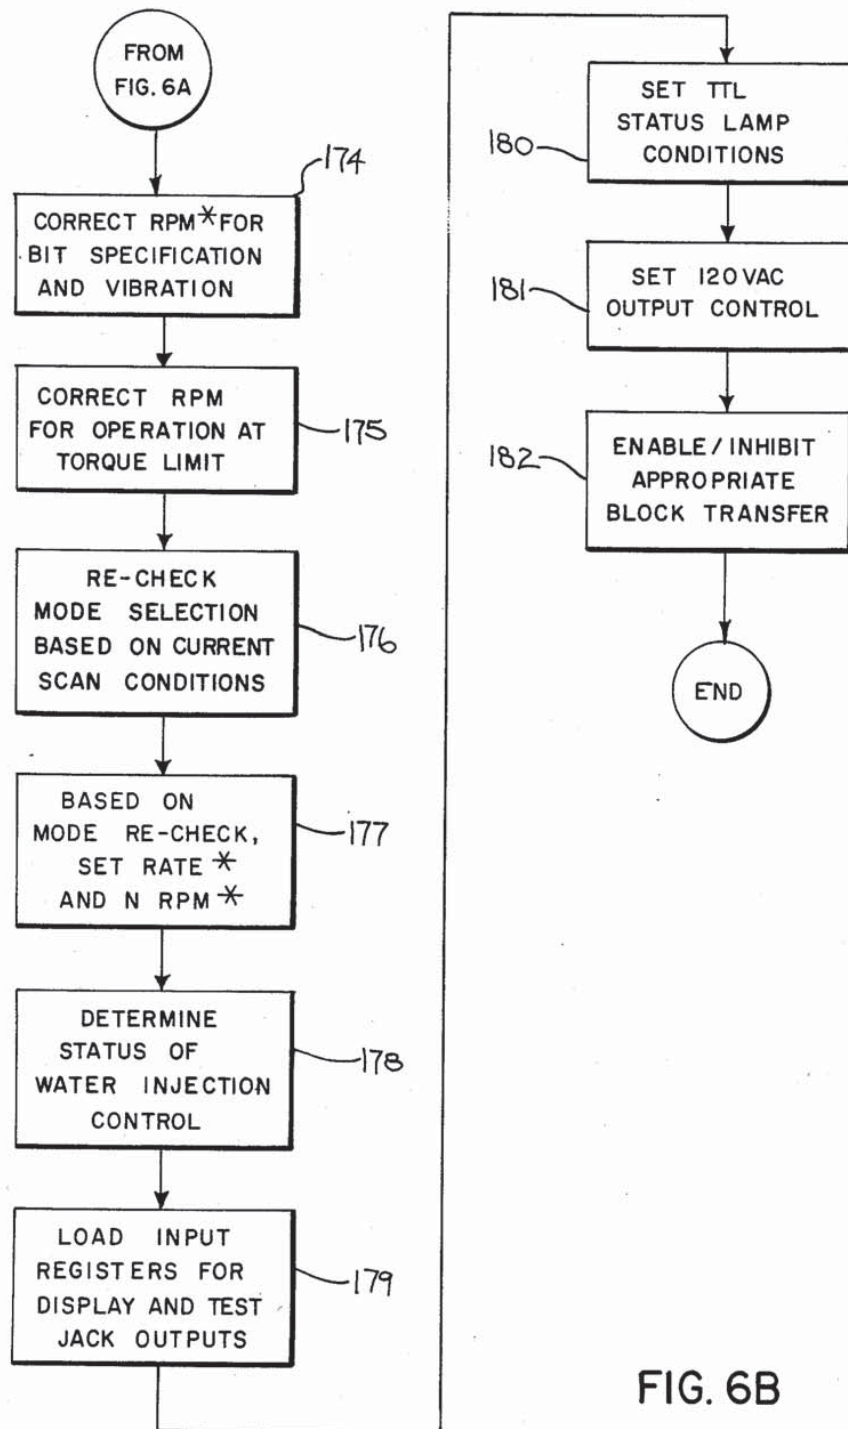 FROM
FIG. 6A
174
CORRECT RPM* FOR
BIT SPECIFICATION
AND VIBRATION
CORRECT RPM
FOR OPERATION AT
TORQUE LIMIT
175
RE-CHECK
MODE SELECTION
BASED ON CURRENT
SCAN CONDITIONS
176
BASED ON
MODE RE-CHECK,
SET RATE *
AND N RPM *
177
DETERMINE
STATUS OF
WATER INJECTION
CONTROL
178
LOAD INPUT
REGISTERS FOR
DISPLAY AND TEST
JACK OUTPUTS
179
SET TTL
STATUS LAMP
CONDITIONS
180
SET 120VAC
OUTPUT CONTROL
181
ENABLE/INHIBIT
APPROPRIATE
BLOCK TRANSFER
182
END
FIG. 6B